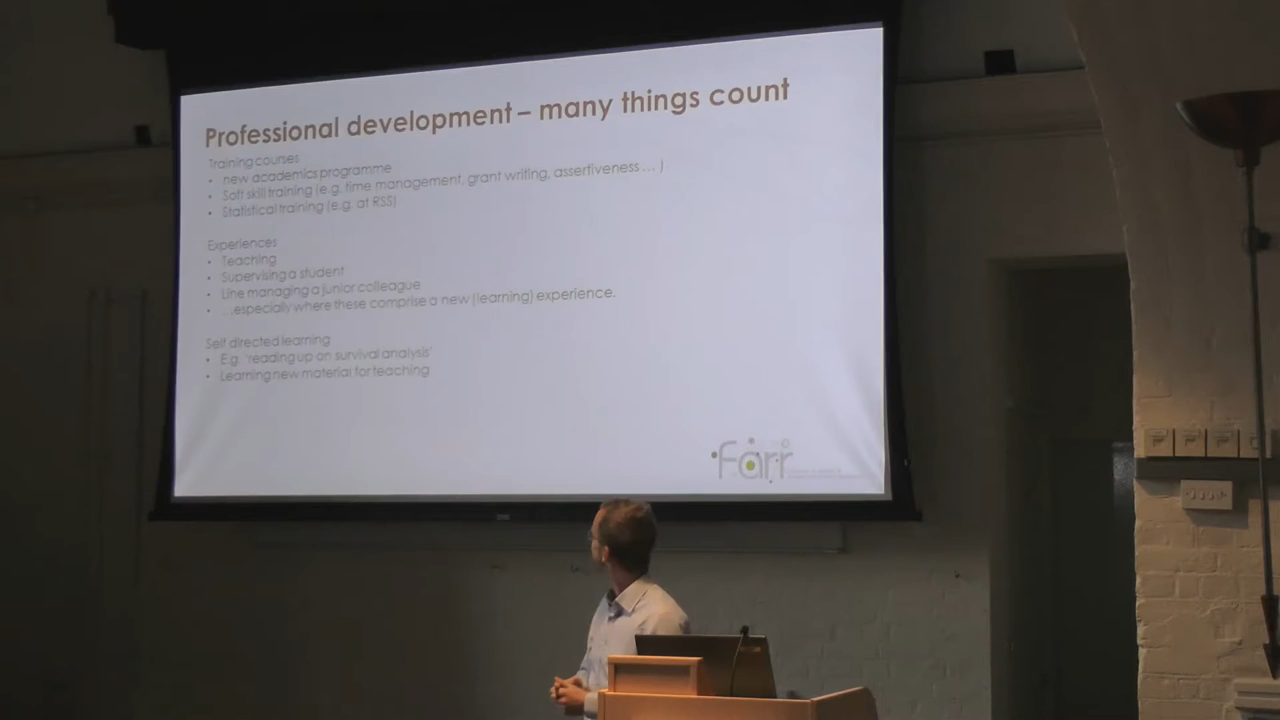 Professional development – many things count
Training courses
• new academics programme
• Soft skill training (e.g. time management, grant writing, assertiveness… )
• Statistical training (e.g. at RSS)
Experiences
• Teaching
• Supervising a student
• Line managing a junior colleague
• …especially where these comprise a new (learning) experience.
Self directed learning
• E.g. 'reading up on survival analysis'
• Learning new material for teaching
Farr